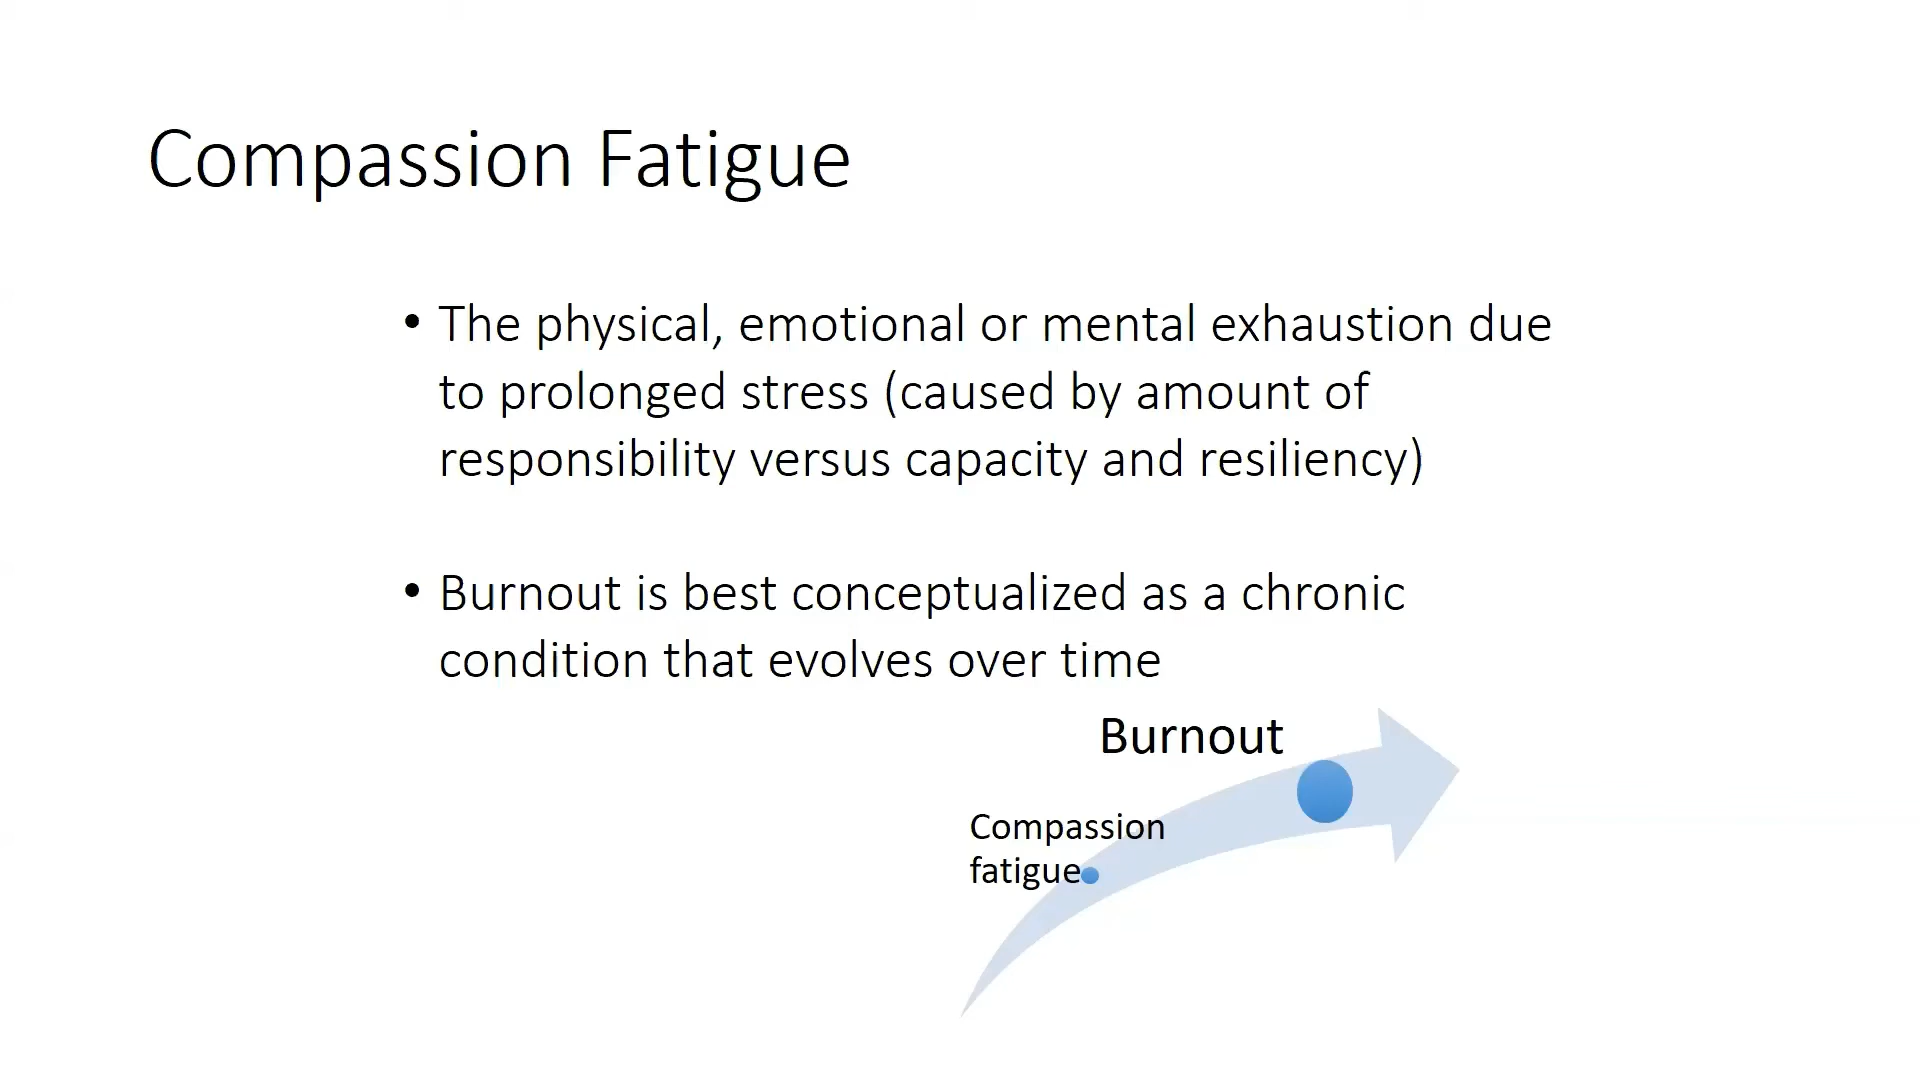 Compassion Fatigue
• The physical, emotional or mental exhaustion due
to prolonged stress (caused by amount of
responsibility versus capacity and resiliency)
• Burnout is best conceptualized as a chronic
condition that evolves over time
Burnout
Compassion
fatigue